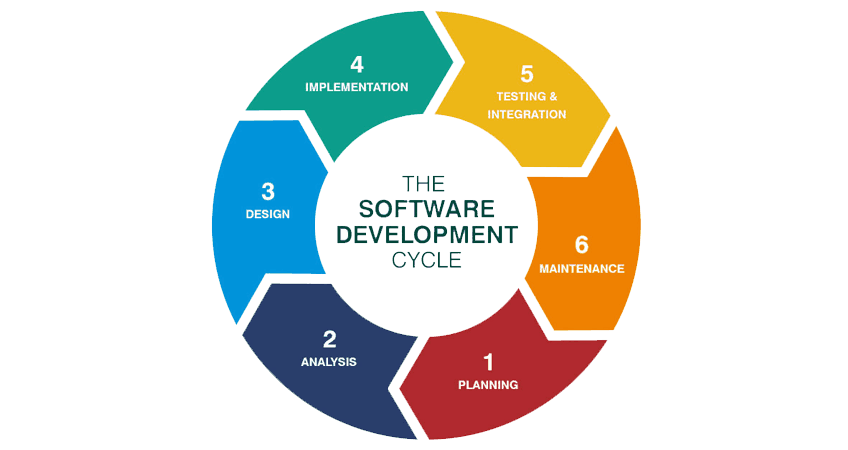 THE
SOFTWARE
DEVELOPMENT
CYCLE
1
PLANNING
2
ANALYSIS
3
DESIGN
4
IMPLEMENTATION
5
TESTING &
INTEGRATION
6
MAINTENANCE